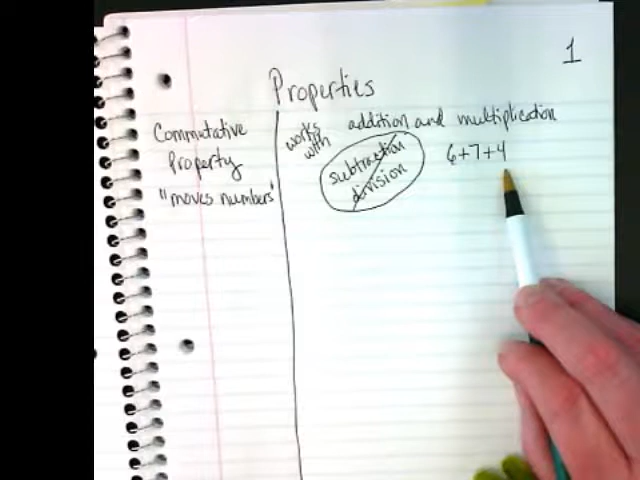 1
Properties
Commutative
Property
"moves numbers"
works
with
addition and multiplication
subtraction
division
6+7+4